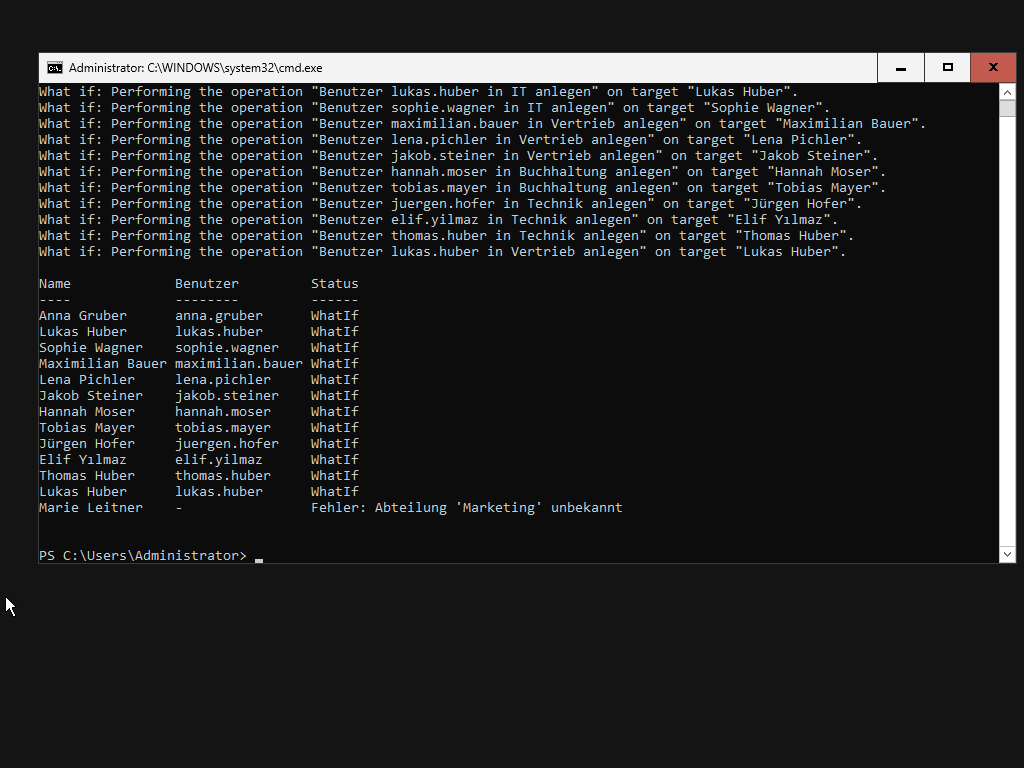 Administrator: C:\WINDOWS\system32\cmd.exe
What if: Performing the operation "Benutzer lukas.huber in IT anlegen" on target "Lukas Huber".
What if: Performing the operation "Benutzer sophie.wagner in IT anlegen" on target "Sophie Wagner".
What if: Performing the operation "Benutzer maximilian.bauer in Vertrieb anlegen" on target "Maximilian Bauer".
What if: Performing the operation "Benutzer lena.pichler in Vertrieb anlegen" on target "Lena Pichler".
What if: Performing the operation "Benutzer jakob.steiner in Vertrieb anlegen" on target "Jakob Steiner".
What if: Performing the operation "Benutzer hannah.moser in Buchhaltung anlegen" on target "Hannah Moser".
What if: Performing the operation "Benutzer tobias.mayer in Buchhaltung anlegen" on target "Tobias Mayer".
What if: Performing the operation "Benutzer juergen.hofer in Technik anlegen" on target "Jürgen Hofer".
What if: Performing the operation "Benutzer elif.yilmaz in Technik anlegen" on target "Elif Yılmaz".
What if: Performing the operation "Benutzer thomas.huber in Technik anlegen" on target "Thomas Huber".
What if: Performing the operation "Benutzer lukas.huber in Vertrieb anlegen" on target "Lukas Huber".
Name Benutzer Status
---- -------- ------
Anna Gruber anna.gruber WhatIf
Lukas Huber lukas.huber WhatIf
Sophie Wagner sophie.wagner WhatIf
Maximilian Bauer maximilian.bauer WhatIf
Lena Pichler lena.pichler WhatIf
Jakob Steiner jakob.steiner WhatIf
Hannah Moser hannah.moser WhatIf
Tobias Mayer tobias.mayer WhatIf
Jürgen Hofer juergen.hofer WhatIf
Elif Yılmaz elif.yilmaz WhatIf
Thomas Huber thomas.huber WhatIf
Lukas Huber lukas.huber WhatIf
Marie Leitner - Fehler: Abteilung 'Marketing' unbekannt
PS C:\Users\Administrator>